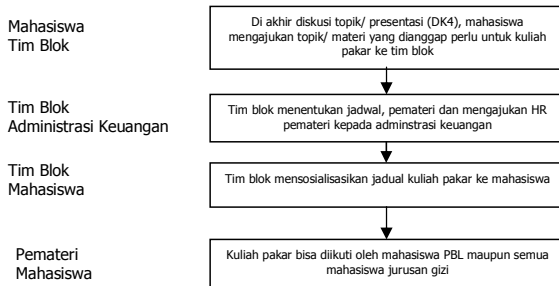 Mahasiswa
Tim Blok
Di akhir diskusi topik/ presentasi (DK4), mahasiswa
mengajukan topik/ materi yang dianggap perlu untuk kuliah
pakar ke tim blok
Tim Blok
Administrasi Keuangan
Tim blok menentukan jadwal, pemateri dan mengajukan HR
pemateri kepada adminstrasi keuangan
Tim Blok
Mahasiswa
Tim blok mensosialisasikan jadual kuliah pakar ke mahasiswa
Pemateri
Mahasiswa
Kuliah pakar bisa diikuti oleh mahasiswa PBL maupun semua
mahasiswa jurusan gizi